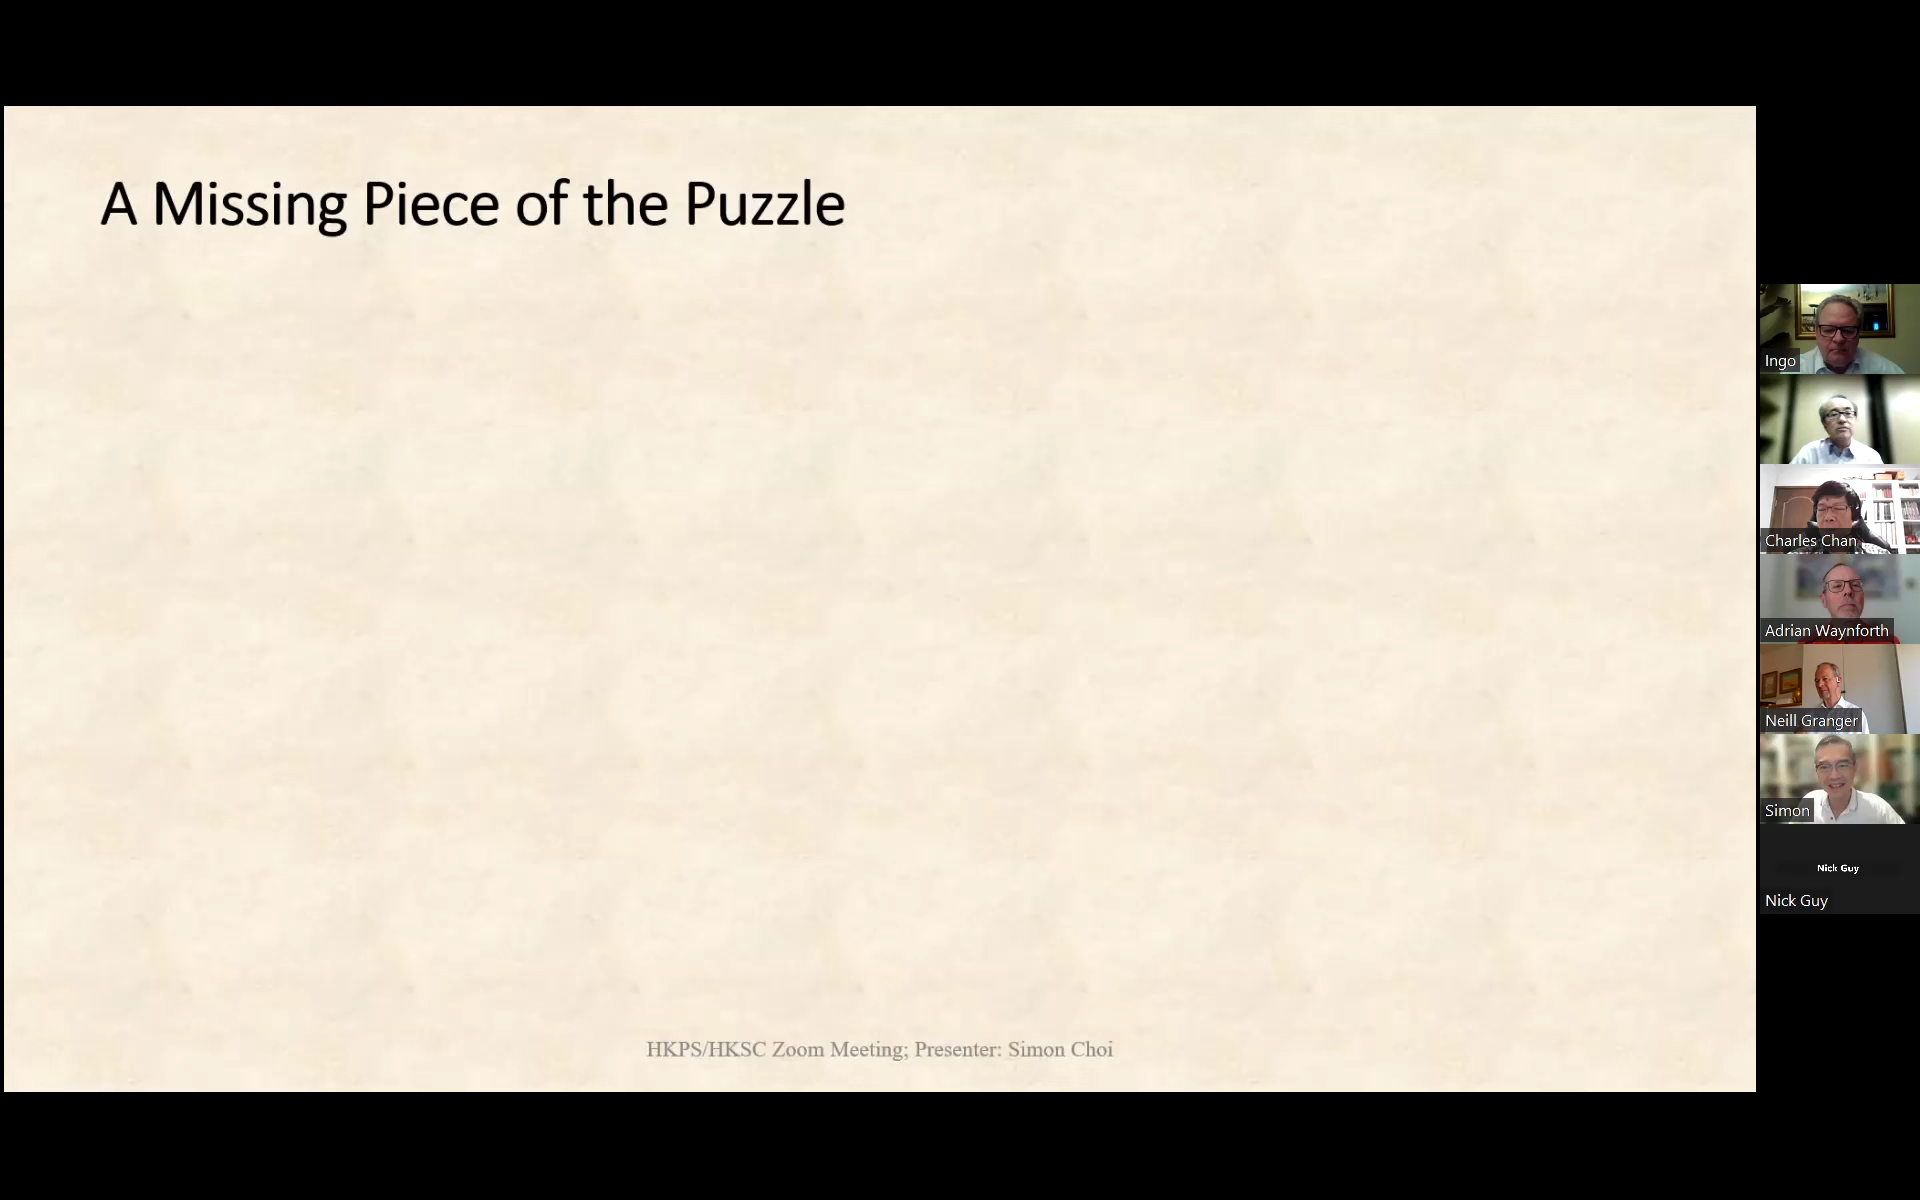 A Missing Piece of the Puzzle
HKPS/HKSC Zoom Meeting; Presenter: Simon Choi
Ingo
Charles Chan
Adrian Waynforth
Neill Granger
Simon
Nick Guy
Nick Guy